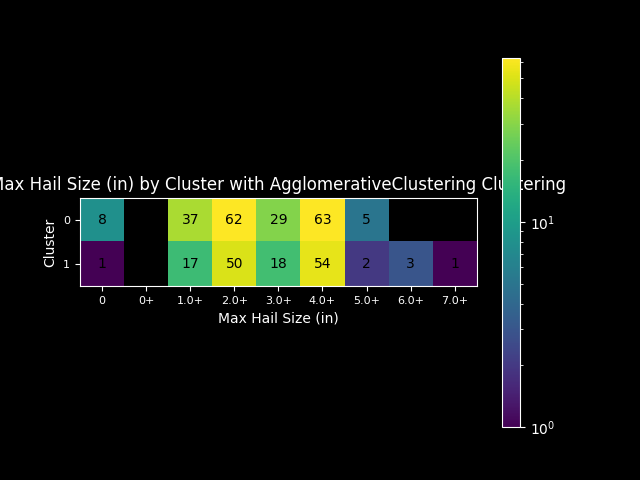 Max Hail Size (in) by Cluster with AgglomerativeClustering Clustering
Cluster
0
8 37 62 29 63 5
1
1 17 50 18 54 2 3 1
0 0+ 1.0+ 2.0+ 3.0+ 4.0+ 5.0+ 6.0+ 7.0+
Max Hail Size (in)
10¹
10⁰